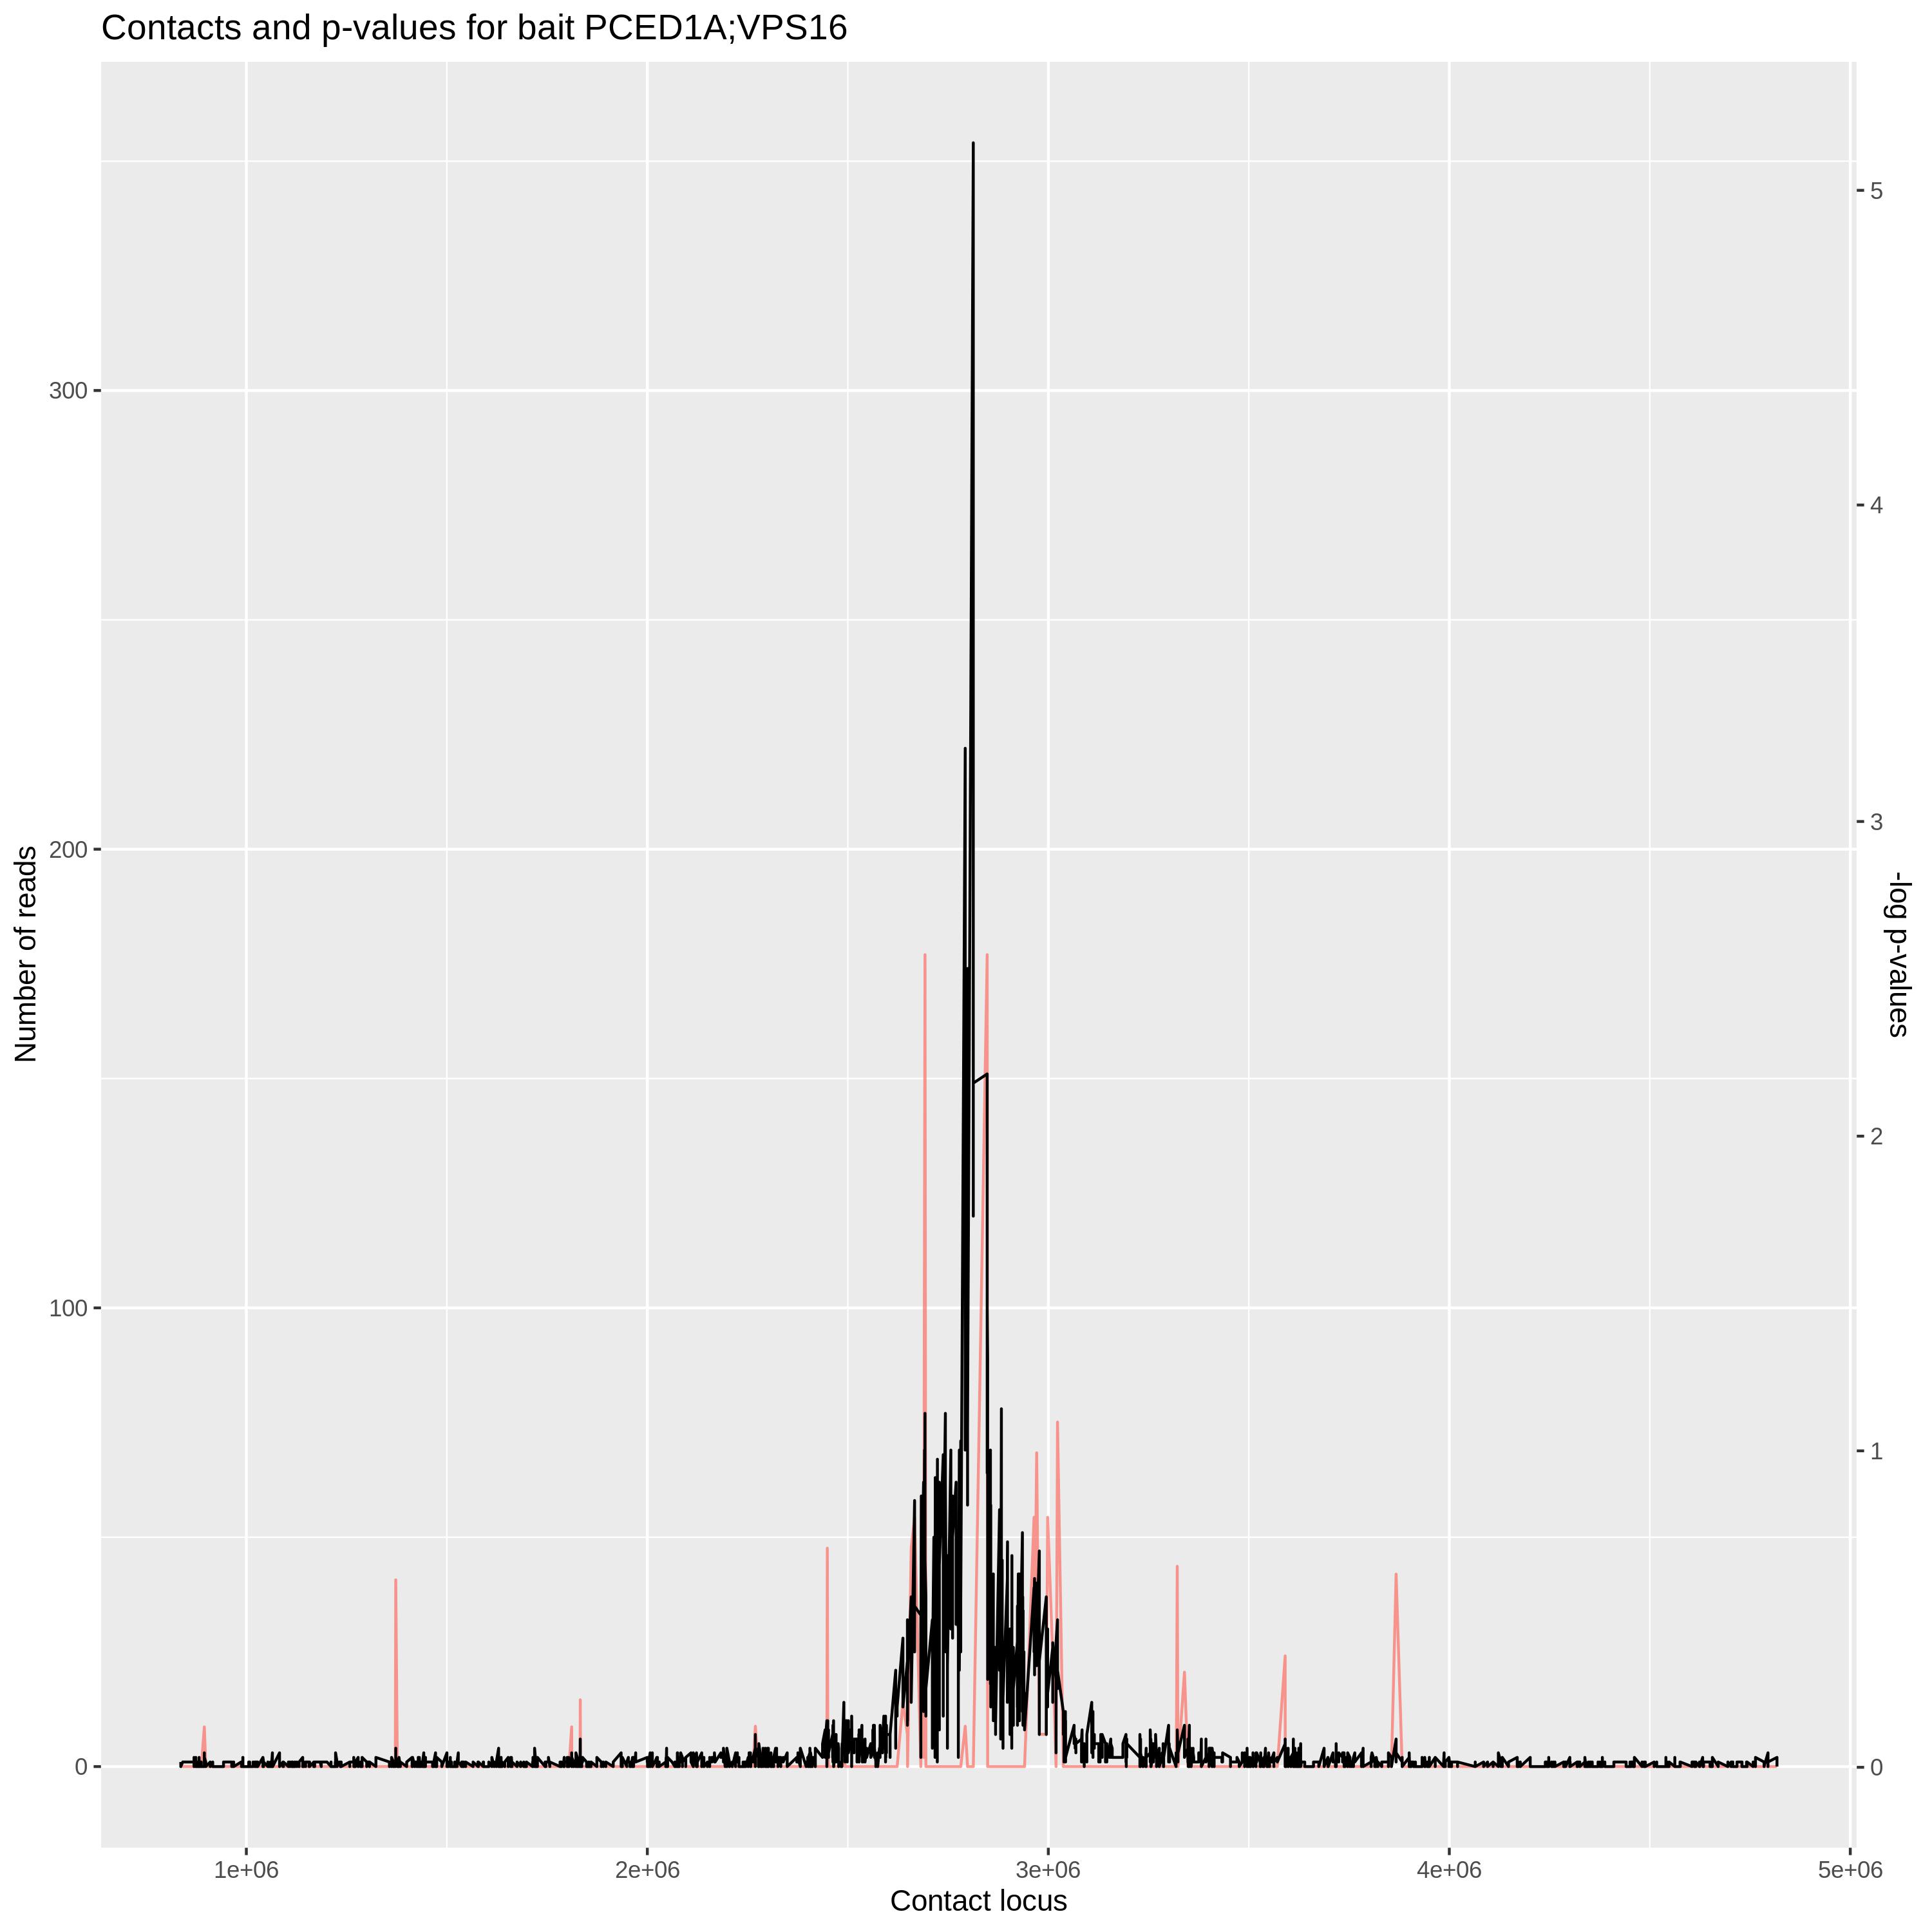 Contacts and p-values for bait PCED1A;VPS16
Number of reads
300
200
100
0
5
4
3
2
1
0
-log p-values
1e+06
2e+06
3e+06
4e+06
5e+06
Contact locus